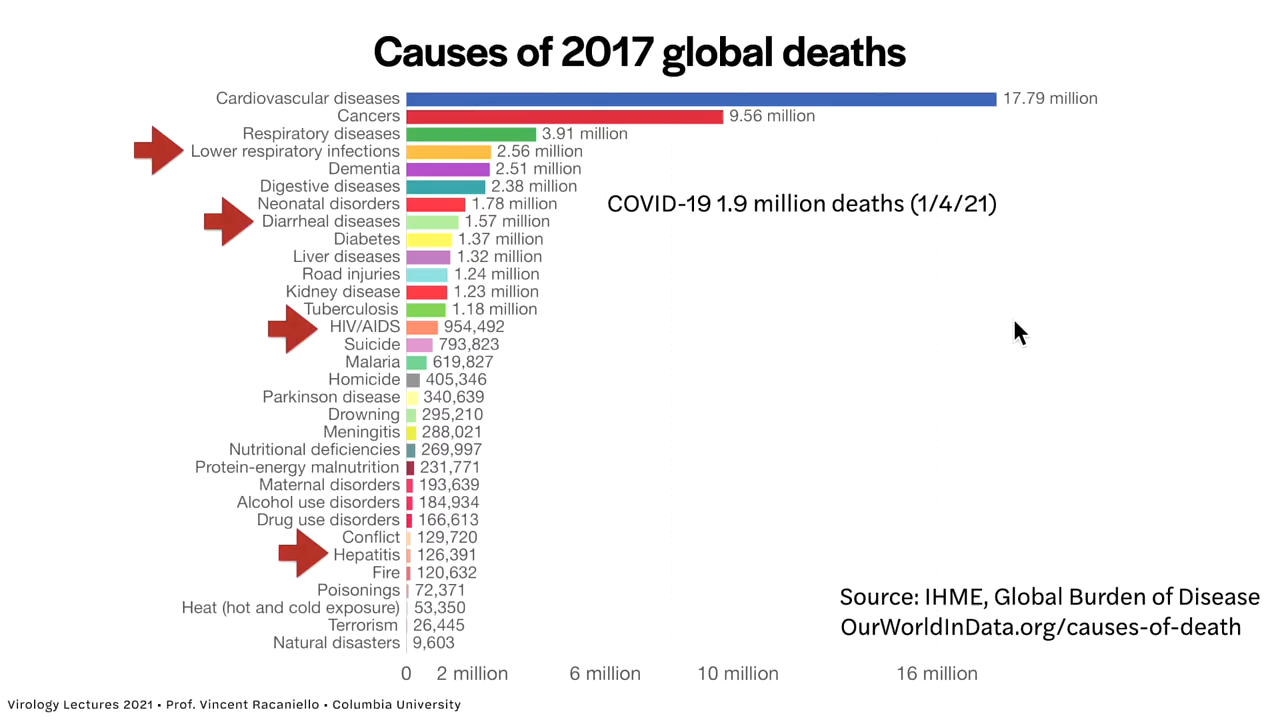 Causes of 2017 global deaths
Cardiovascular diseases 17.79 million
Cancers 9.56 million
Respiratory diseases 3.91 million
Lower respiratory infections 2.56 million
Dementia 2.51 million
Digestive diseases 2.38 million
Neonatal disorders 1.78 million
COVID-19 1.9 million deaths (1/4/21)
Diarrheal diseases 1.57 million
Diabetes 1.37 million
Liver diseases 1.32 million
Road injuries 1.24 million
Kidney disease 1.23 million
Tuberculosis 1.18 million
HIV/AIDS 954,492
Suicide 793,823
Malaria 619,827
Homicide 405,346
Parkinson disease 340,639
Drowning 295,210
Meningitis 288,021
Nutritional deficiencies 269,997
Protein-energy malnutrition 231,771
Maternal disorders 193,639
Alcohol use disorders 184,934
Drug use disorders 166,613
Conflict 129,720
Hepatitis 126,391
Fire 120,632
Poisonings 72,371
Heat (hot and cold exposure) 53,350
Terrorism 26,445
Natural disasters 9,603
Source: IHME, Global Burden of Disease
OurWorldInData.org/causes-of-death
0 2 million 6 million 10 million 16 million
Virology Lectures 2021 • Prof. Vincent Racaniello • Columbia University